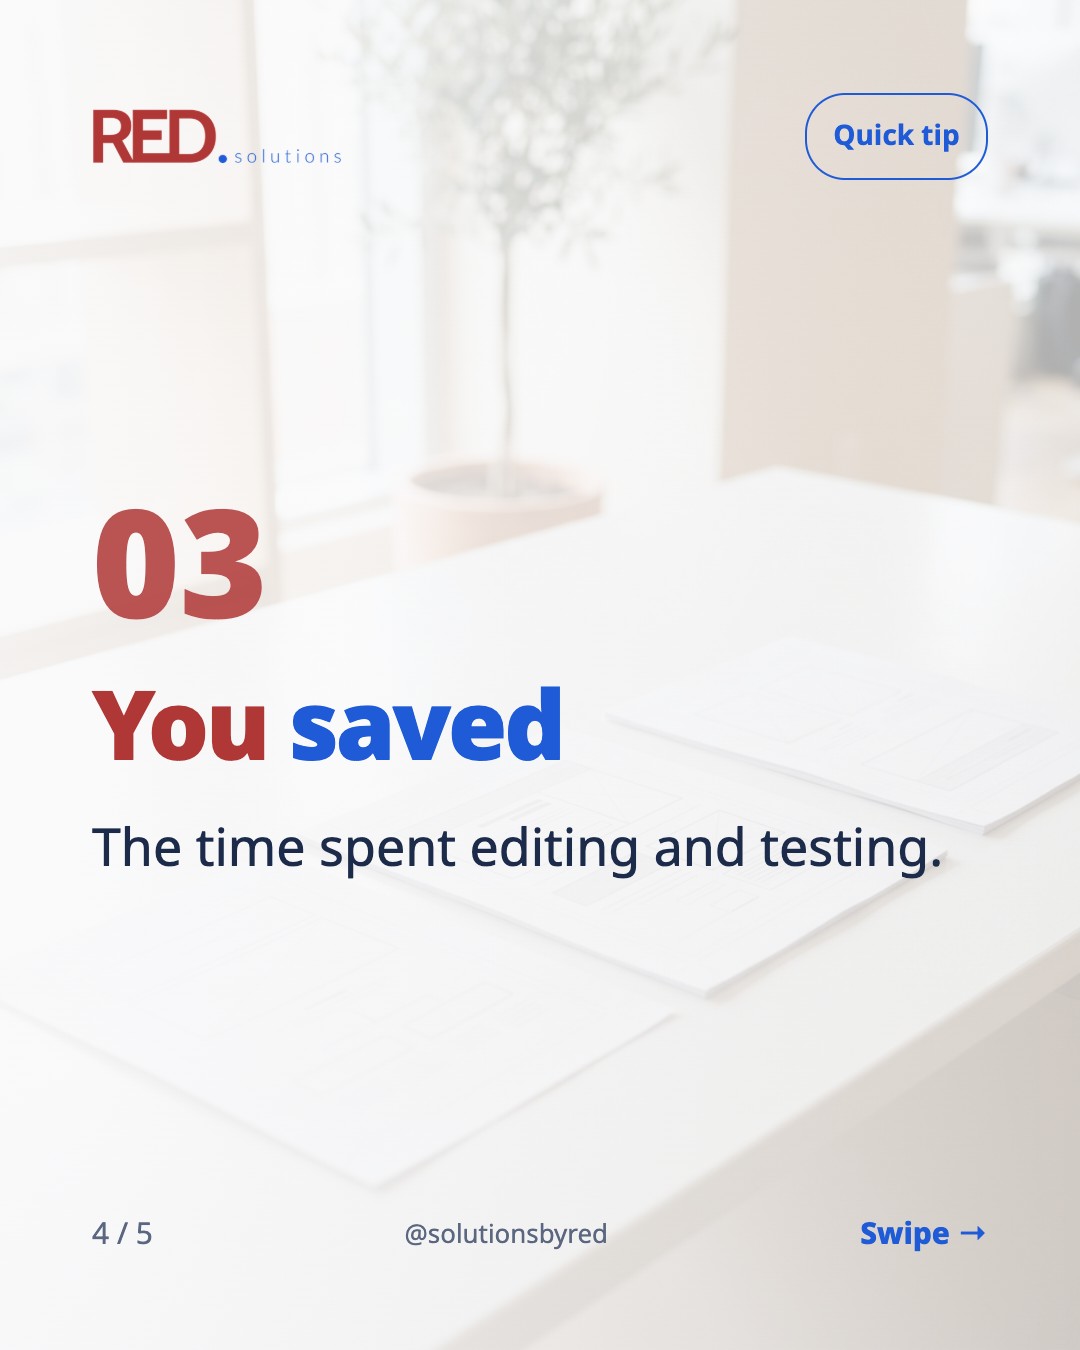 RED.solutions
Quick tip
03
You saved
The time spent editing and testing.
4 / 5
@solutionsbyred
Swipe →